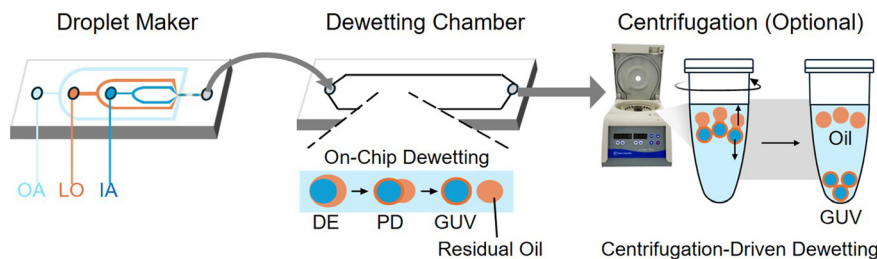 Droplet Maker
Dewetting Chamber
Centrifugation (Optional)
OA
LO
IA
On-Chip Dewetting
DE
PD
GUV
Residual Oil
Oil
GUV
Centrifugation-Driven Dewetting